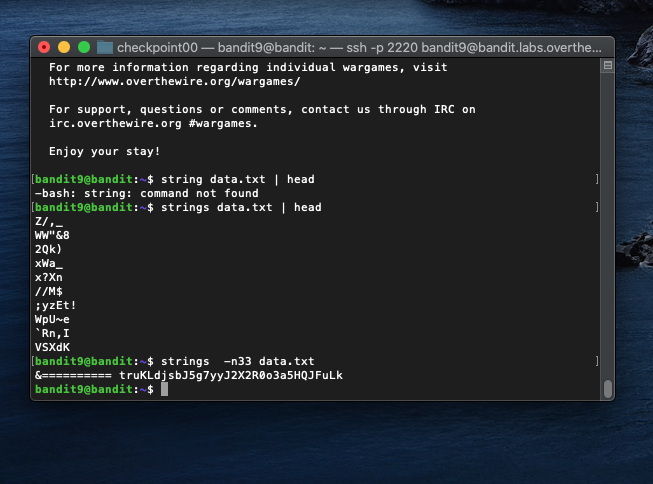 checkpoint00 — bandit9@bandit: ~ — ssh -p 2220 bandit9@bandit.labs.overthe...
For more information regarding individual wargames, visit
http://www.overthewire.org/wargames/
For support, questions or comments, contact us through IRC on
irc.overthewire.org #wargames.
Enjoy your stay!
[bandit9@bandit:~$ string data.txt | head ]
-bash: string: command not found
[bandit9@bandit:~$ strings data.txt | head ]
Z/,_
WW"&8
2Qk)
xWa_
x?Xn
//M$
;yzEt!
WpU~e
`Rn,I
VSXdK
[bandit9@bandit:~$ strings  -n33 data.txt ]
&========== truKLdjsbJ5g7yyJ2X2R0o3a5HQJFuLk
bandit9@bandit:~$